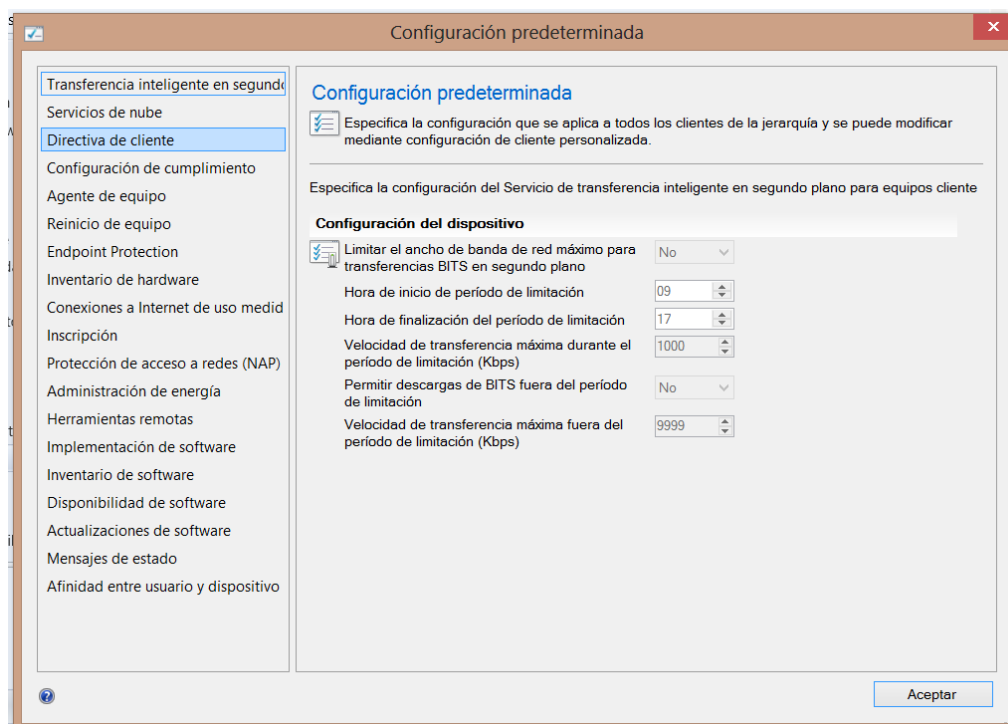 Configuración predeterminada
Transferencia inteligente en segund
Servicios de nube
Directiva de cliente
Configuración de cumplimiento
Agente de equipo
Reinicio de equipo
Endpoint Protection
Inventario de hardware
Conexiones a Internet de uso medid
Inscripción
Protección de acceso a redes (NAP)
Administración de energía
Herramientas remotas
Implementación de software
Inventario de software
Disponibilidad de software
Actualizaciones de software
Mensajes de estado
Afinidad entre usuario y dispositivo
Configuración predeterminada
Especifica la configuración que se aplica a todos los clientes de la jerarquía y se puede modificar
mediante configuración de cliente personalizada.
Especifica la configuración del Servicio de transferencia inteligente en segundo plano para equipos cliente
Configuración del dispositivo
Limitar el ancho de banda de red máximo para
transferencias BITS en segundo plano
No
Hora de inicio de período de limitación
09
Hora de finalización del período de limitación
17
Velocidad de transferencia máxima durante el
período de limitación (Kbps)
1000
Permitir descargas de BITS fuera del período
de limitación
No
Velocidad de transferencia máxima fuera del
período de limitación (Kbps)
9999
Aceptar